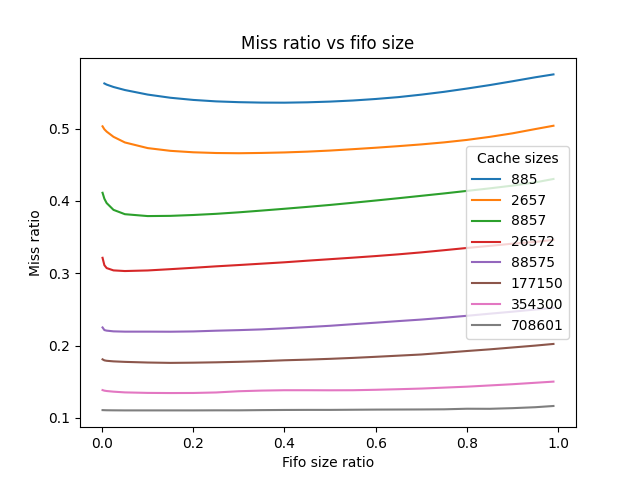 Miss ratio vs fifo size
Miss ratio
0.5
0.4
0.3
0.2
0.1
Cache sizes
885
2657
8857
26572
88575
177150
354300
708601
0.0 0.2 0.4 0.6 0.8 1.0
Fifo size ratio